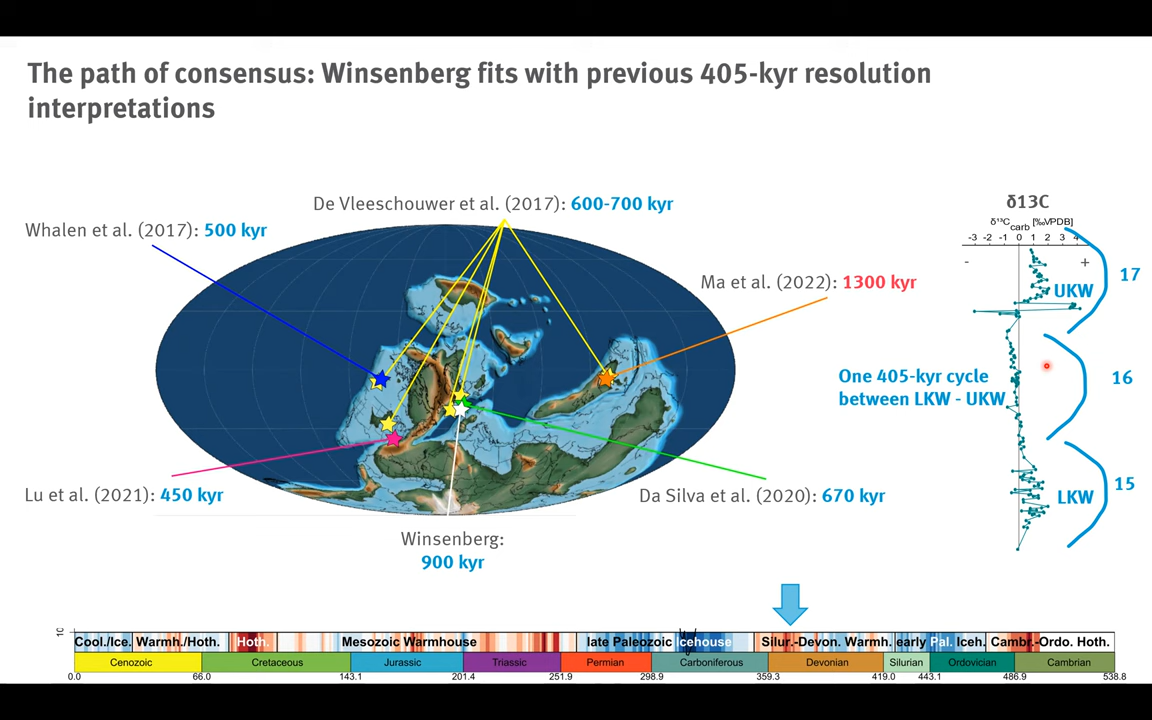 The path of consensus: Winsenberg fits with previous 405-kyr resolution
interpretations
De Vleeschouwer et al. (2017): 600-700 kyr
Whalen et al. (2017): 500 kyr
Ma et al. (2022): 1300 kyr
Lu et al. (2021): 450 kyr
Da Silva et al. (2020): 670 kyr
Winsenberg:
900 kyr
δ13C
δ¹³Ccarb [‰VPDB]
-3 -2 -1 0 1 2 3 4
- +
UKW
17
One 405-kyr cycle
between LKW - UKW
16
LKW
15
10
Cool./Ice. Warmh./Hoth. Hoth. Mesozoic Warmhouse late Paleozoic Icehouse Silur.-Devon. Warmh. early Pal. Iceh. Cambr.-Ordo. Hoth.
Cenozoic Cretaceous Jurassic Triassic Permian Carboniferous Devonian Silurian Ordovician Cambrian
0.0 66.0 143.1 201.4 251.9 298.9 359.3 419.0 443.1 486.9 538.8